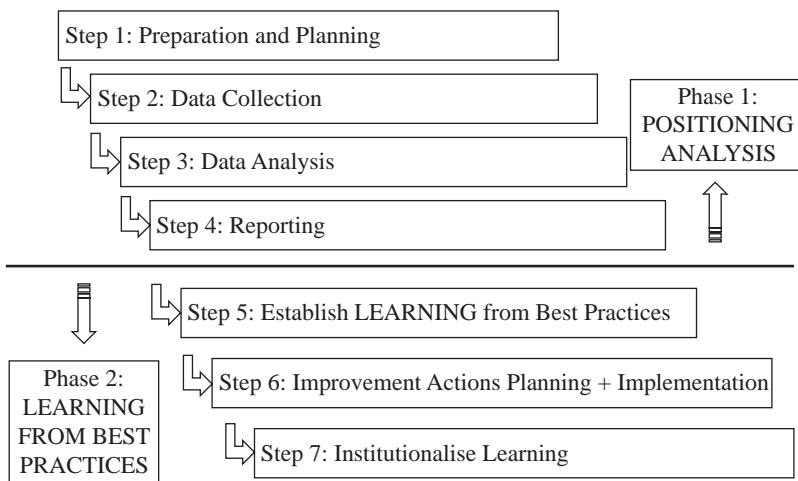 Step 1: Preparation and Planning
Step 2: Data Collection
Phase 1:
POSITIONING
ANALYSIS
Step 3: Data Analysis
Step 4: Reporting
Step 5: Establish LEARNING from Best Practices
Phase 2:
LEARNING
FROM BEST
PRACTICES
Step 6: Improvement Actions Planning + Implementation
Step 7: Institutionalise Learning